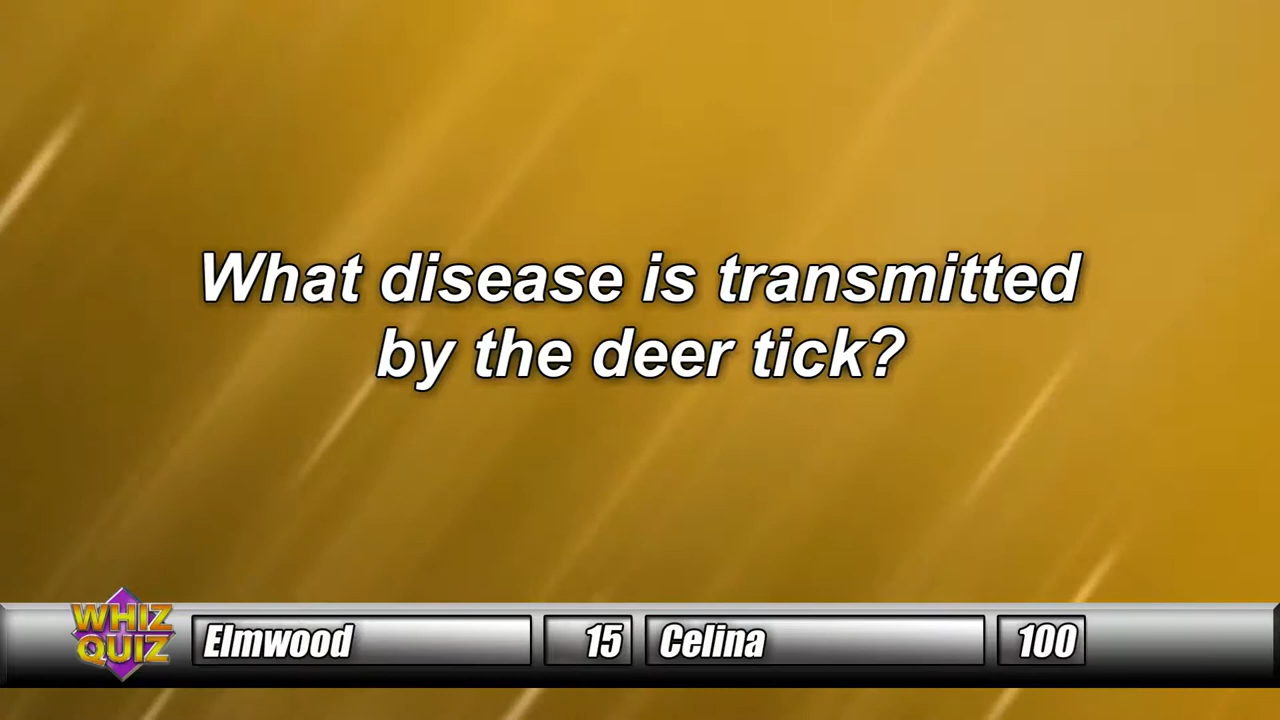 What disease is transmitted
by the deer tick?
WHIZ
QUIZ
Elmwood 15 Celina 100